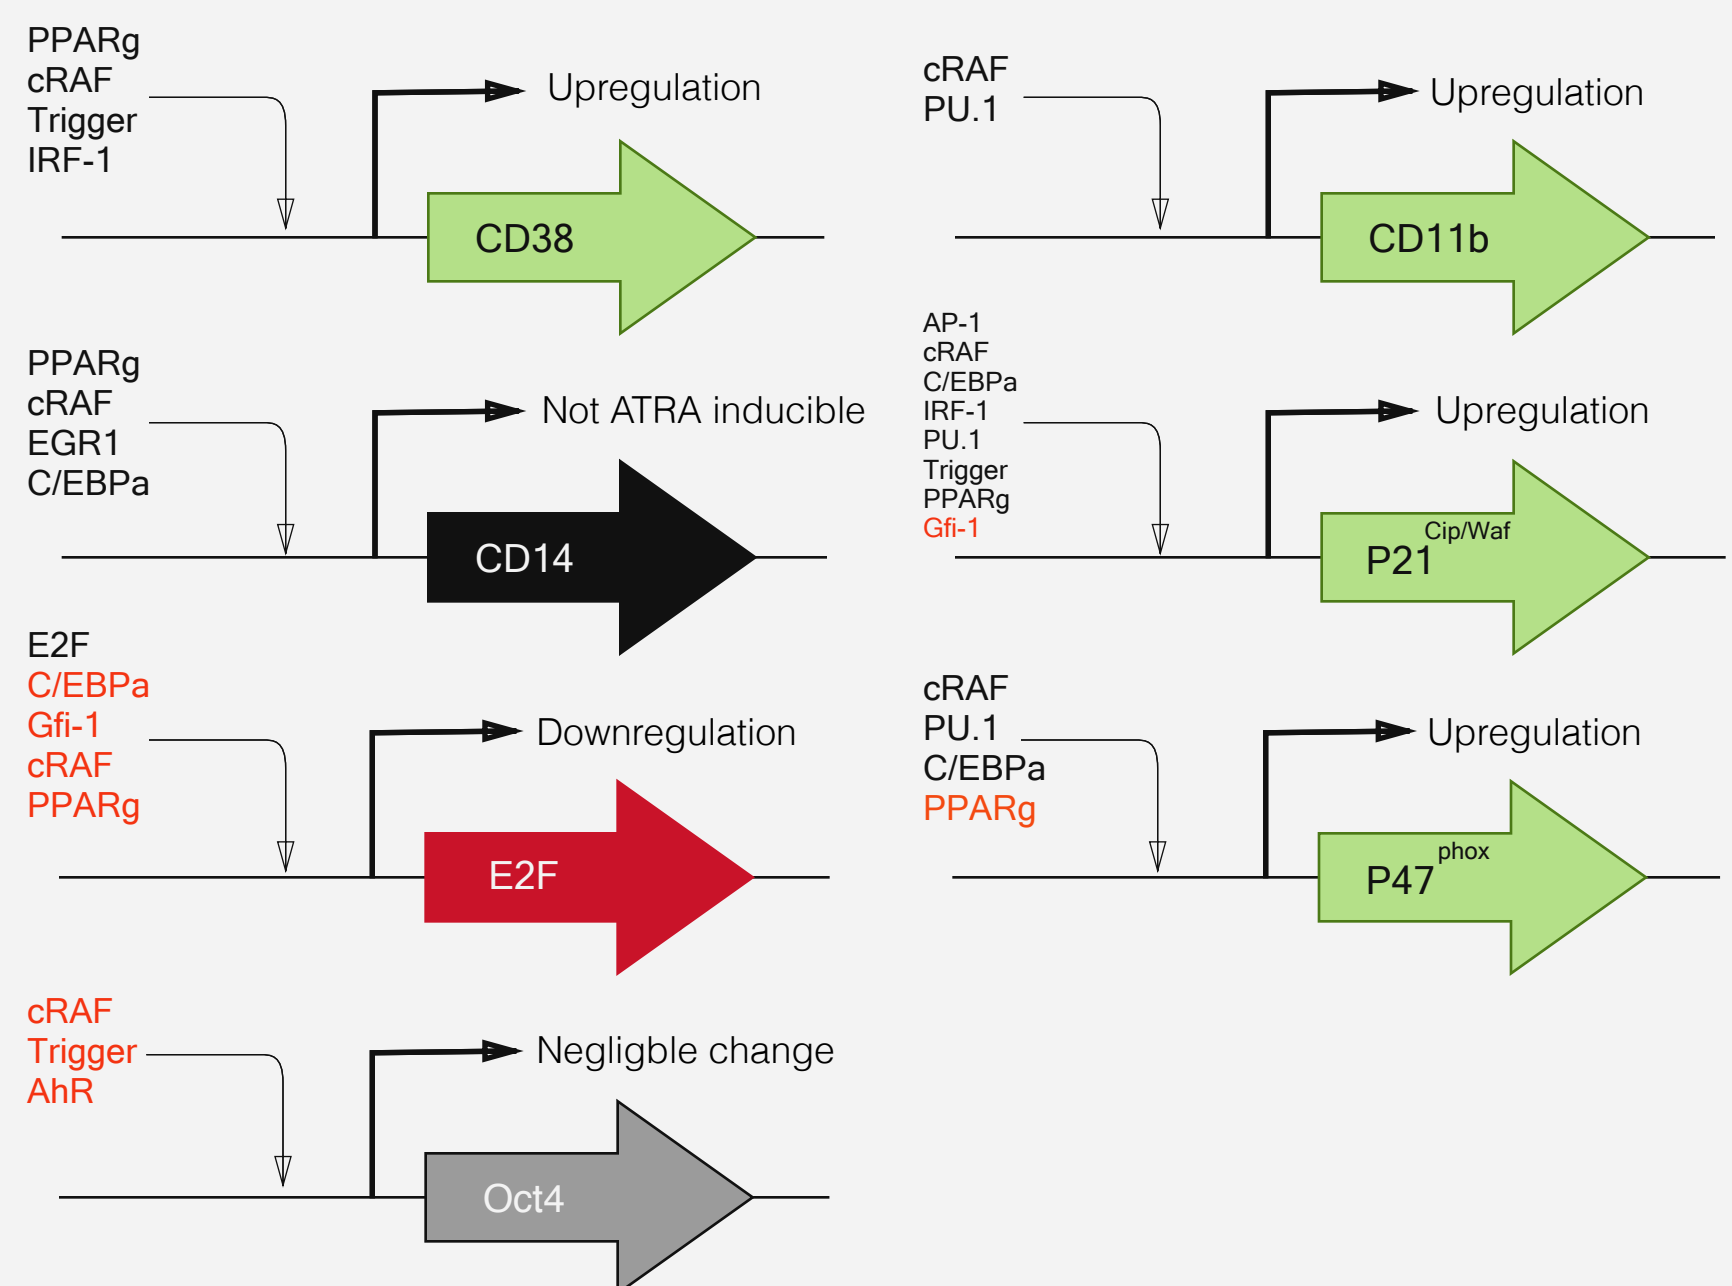 PPARg
cRAF
Trigger
IRF-1
Upregulation
CD38
cRAF
PU.1
Upregulation
CD11b
PPARg
cRAF
EGR1
C/EBPa
Not ATRA inducible
CD14
AP-1
cRAF
C/EBPa
IRF-1
PU.1
Trigger
PPARg
Gfi-1
Upregulation
P21 Cip/Waf
E2F
C/EBPa
Gfi-1
cRAF
PPARg
Downregulation
E2F
cRAF
PU.1
C/EBPa
PPARg
Upregulation
P47 phox
cRAF
Trigger
AhR
Negligble change
Oct4